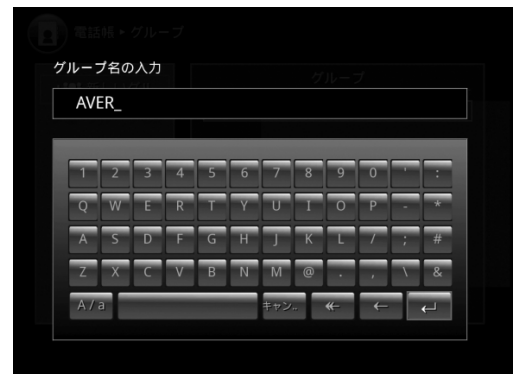 電話帳・グループ
グループ名の入力
グループ
AVER_
1 2 3 4 5 6 7 8 9 0 ' :
Q W E R T Y U I O P - *
A S D F G H J K L / ; #
Z X C V B N M @ . , \ &
A / a キャン.. ↞ ← ↵